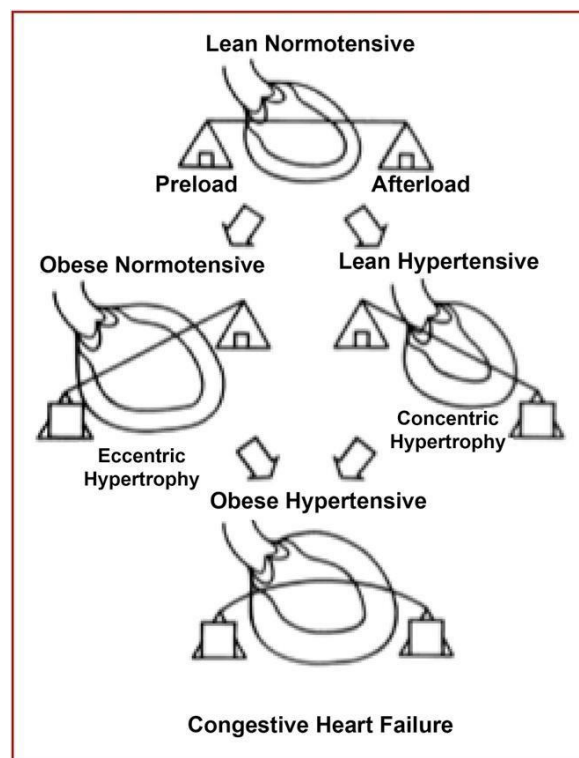 Lean Normotensive
Preload
Afterload
Obese Normotensive
Lean Hypertensive
Eccentric
Hypertrophy
Concentric
Hypertrophy
Obese Hypertensive
Congestive Heart Failure